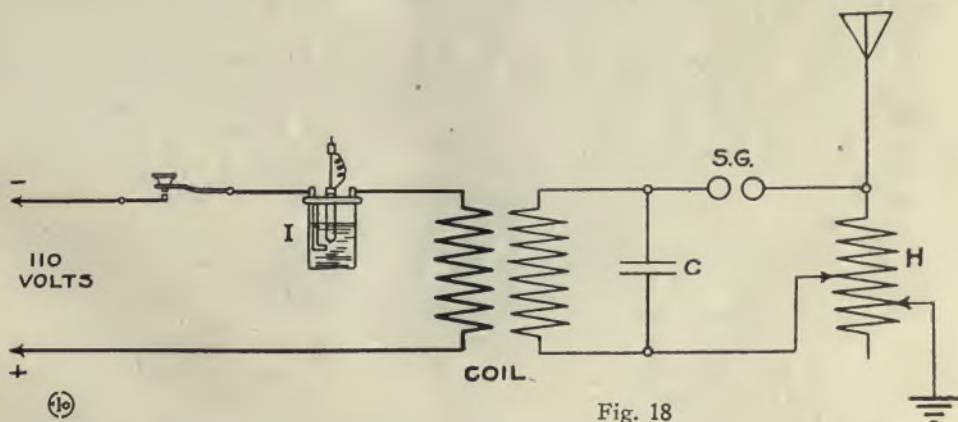 S.G.
−
I
110
VOLTS
C
H
+
COIL.
Fig. 18